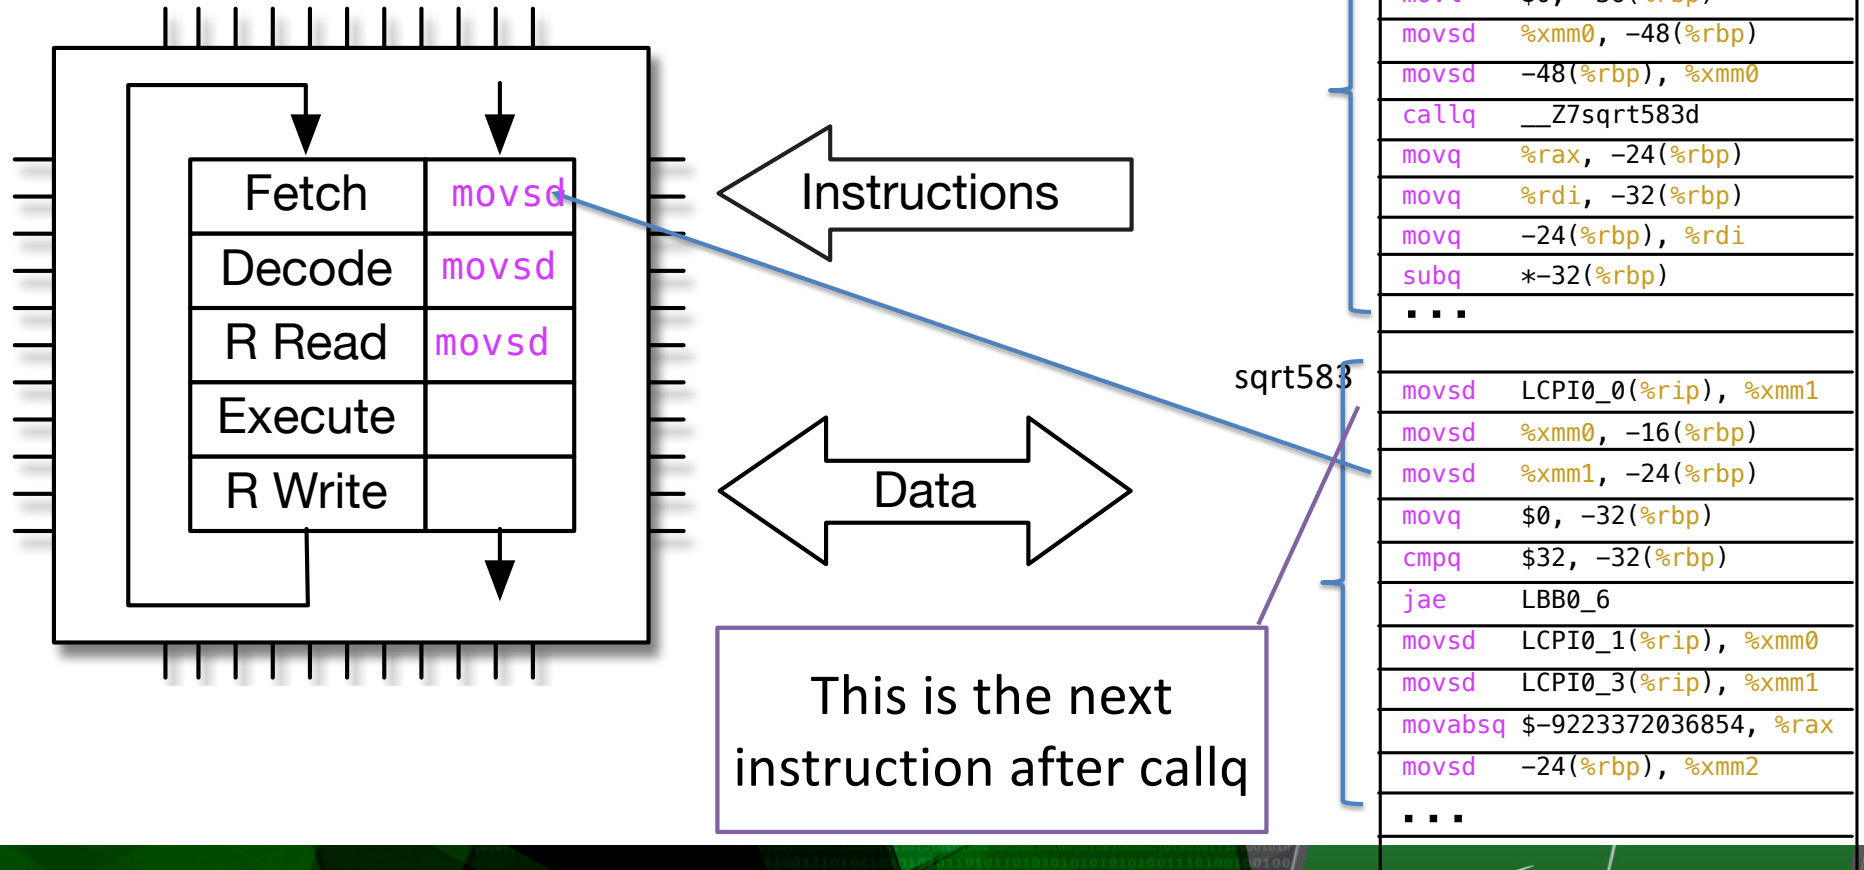 Fetch movsd
Decode movsd
R Read movsd
Execute
R Write
Instructions
Data
This is the next
instruction after callq
sqrt583
movsd %xmm0, -48(%rbp)
movsd -48(%rbp), %xmm0
callq __Z7sqrt583d
movq %rax, -24(%rbp)
movq %rdi, -32(%rbp)
movq -24(%rbp), %rdi
subq *-32(%rbp)
...
movsd LCPI0_0(%rip), %xmm1
movsd %xmm0, -16(%rbp)
movsd %xmm1, -24(%rbp)
movq $0, -32(%rbp)
cmpq $32, -32(%rbp)
jae LBB0_6
movsd LCPI0_1(%rip), %xmm0
movsd LCPI0_3(%rip), %xmm1
movabsq $-9223372036854, %rax
movsd -24(%rbp), %xmm2
...